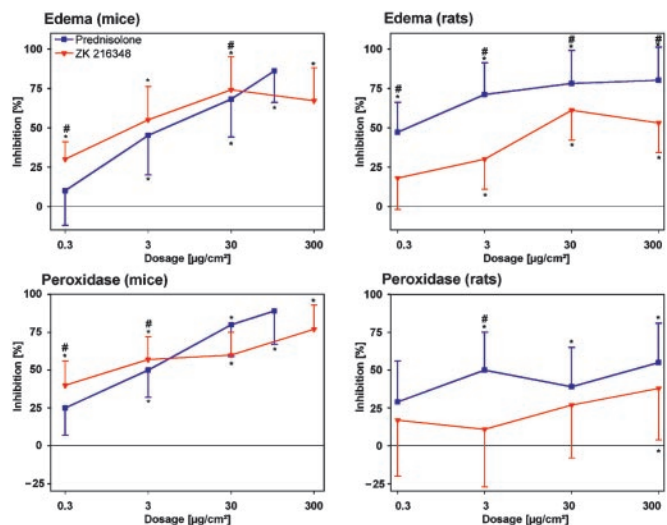 Edema (mice)
Prednisolone
ZK 216348
Inhibition [%]
100
75
50
25
0
0.3 3 30 300
Dosage [µg/cm²]
# * * # * * * * * *
Edema (rats)
Inhibition [%]
100
75
50
25
0
0.3 3 30 300
Dosage [µg/cm²]
# * # * # * # * * *
Peroxidase (mice)
Inhibition [%]
100
75
50
25
0
−25
0.3 3 30 300
Dosage [µg/cm²]
# * # * * * * * *
Peroxidase (rats)
Inhibition [%]
100
75
50
25
0
−25
0.3 3 30 300
Dosage [µg/cm²]
# * * * *